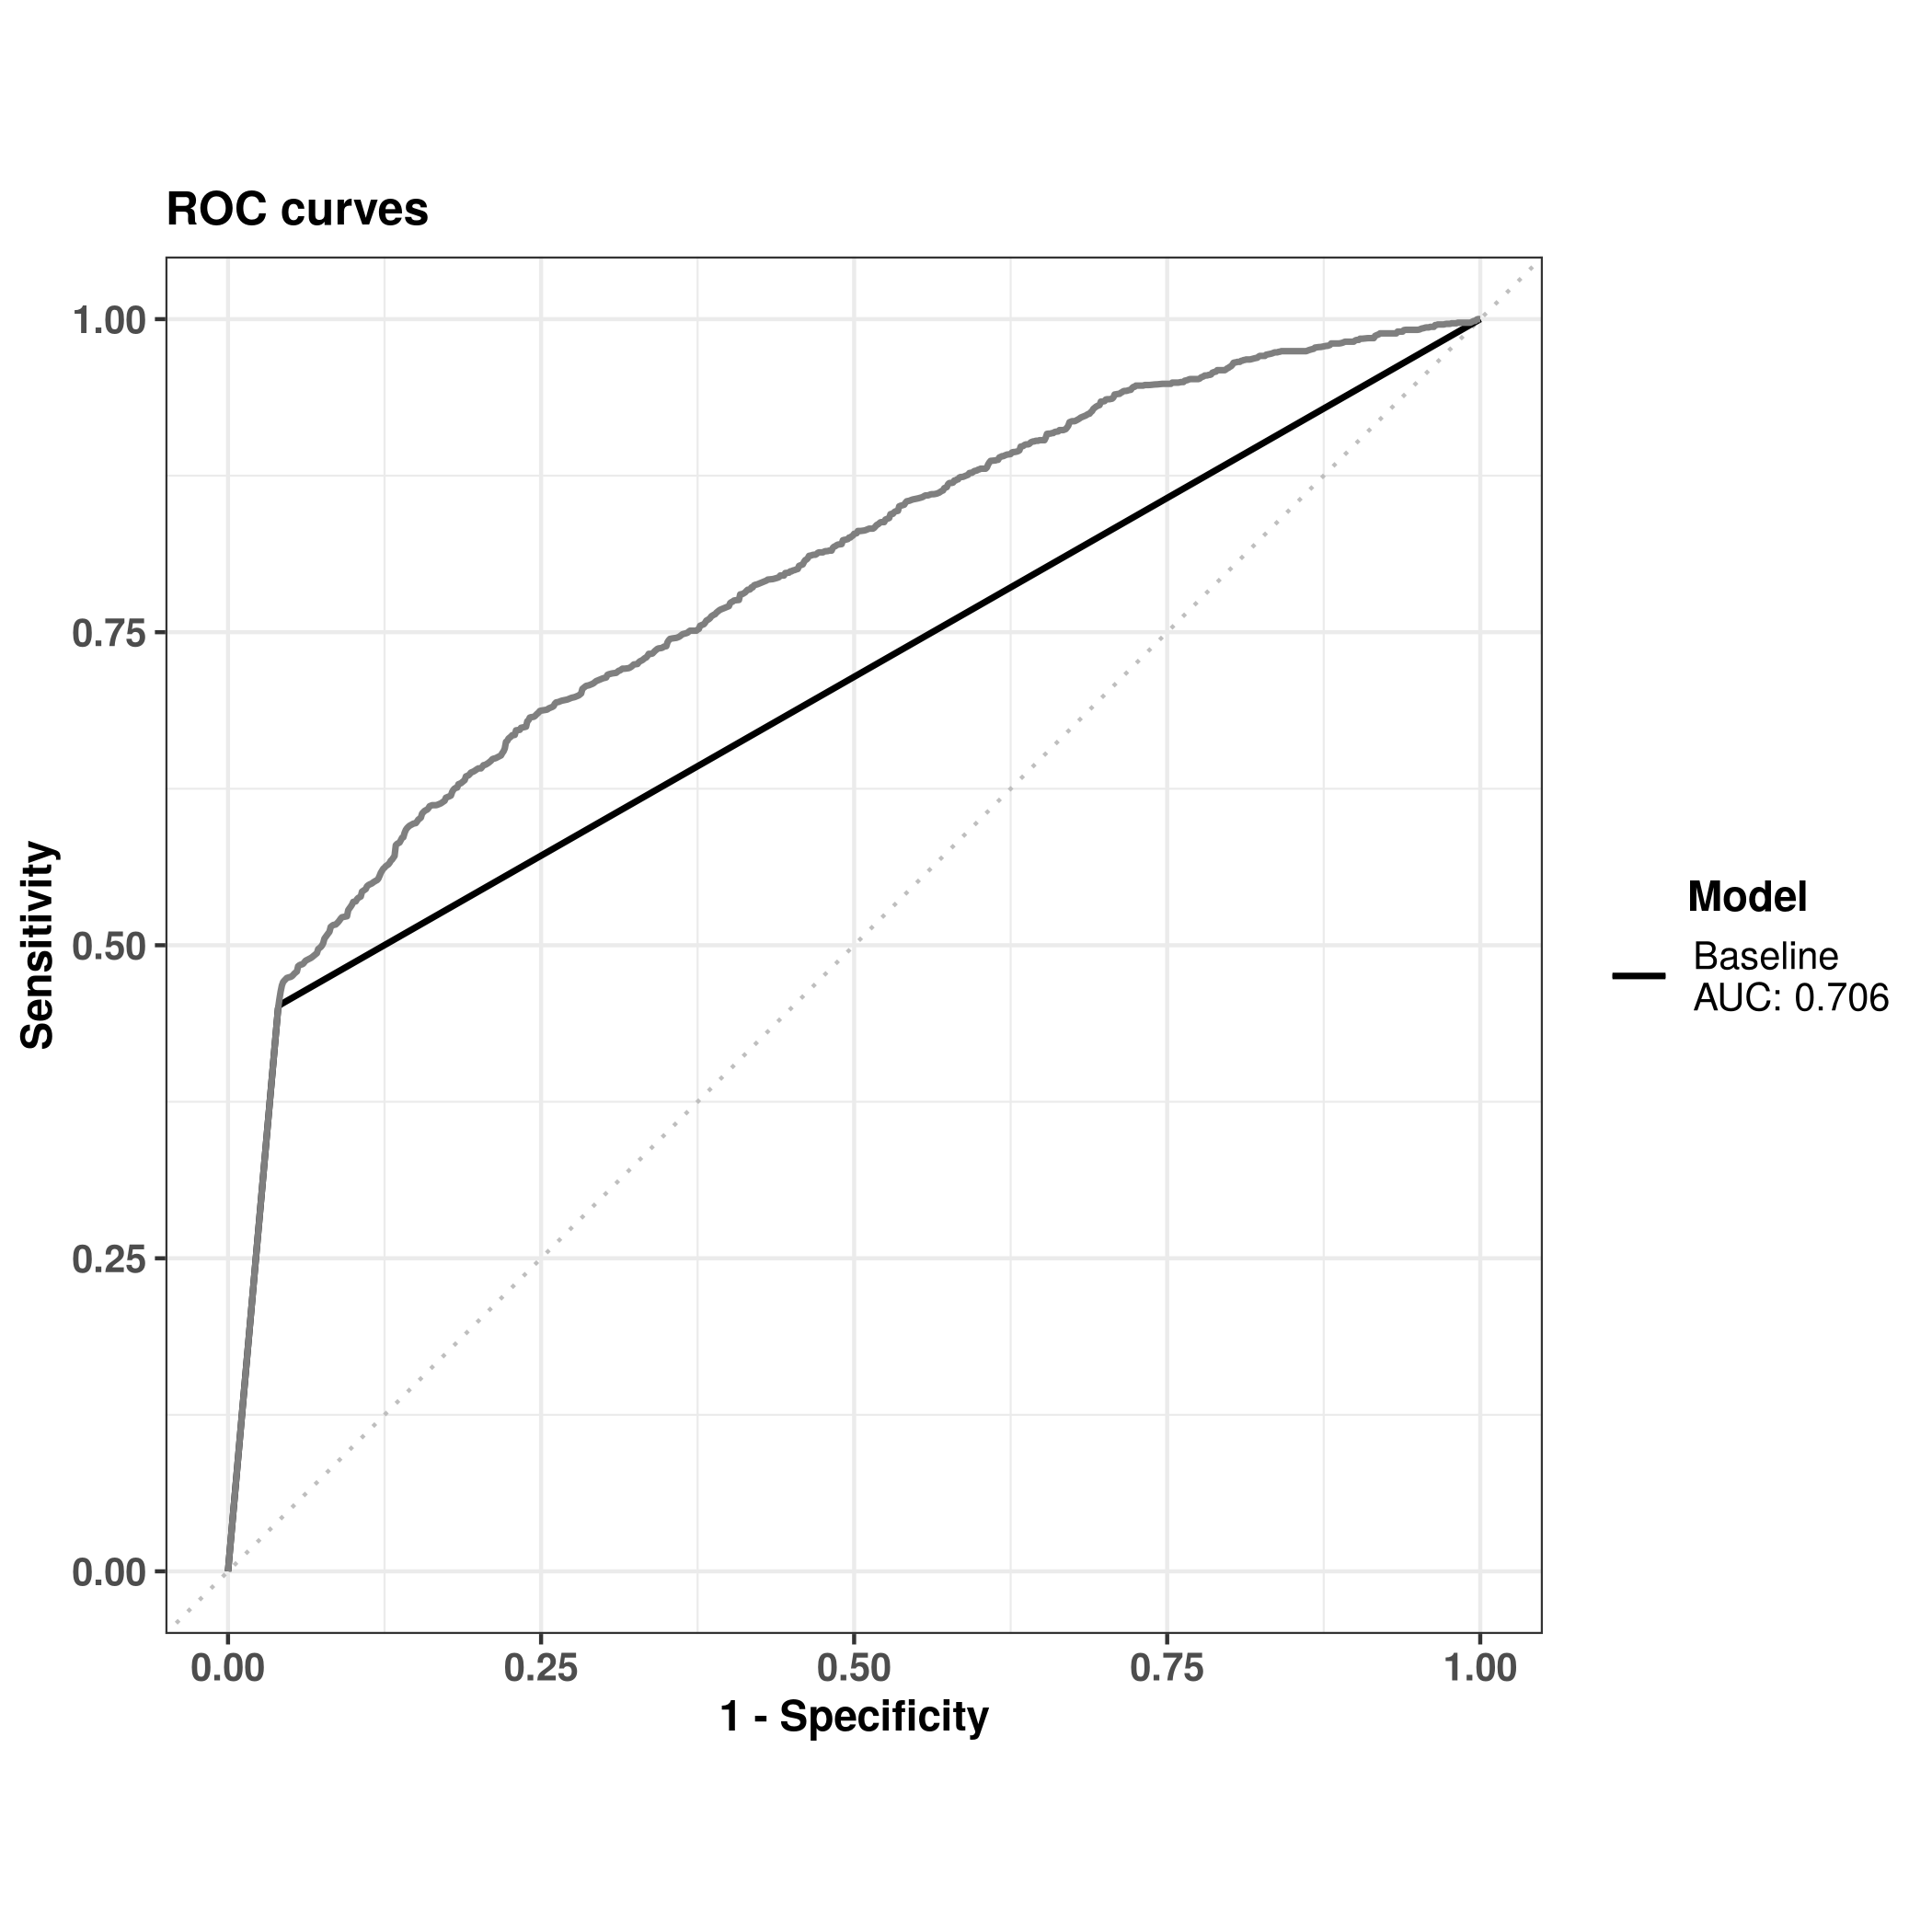 ROC curves
1.00
0.75
0.50
0.25
0.00
Sensitivity
0.00 0.25 0.50 0.75 1.00
1 - Specificity
Model
Baseline
AUC: 0.706